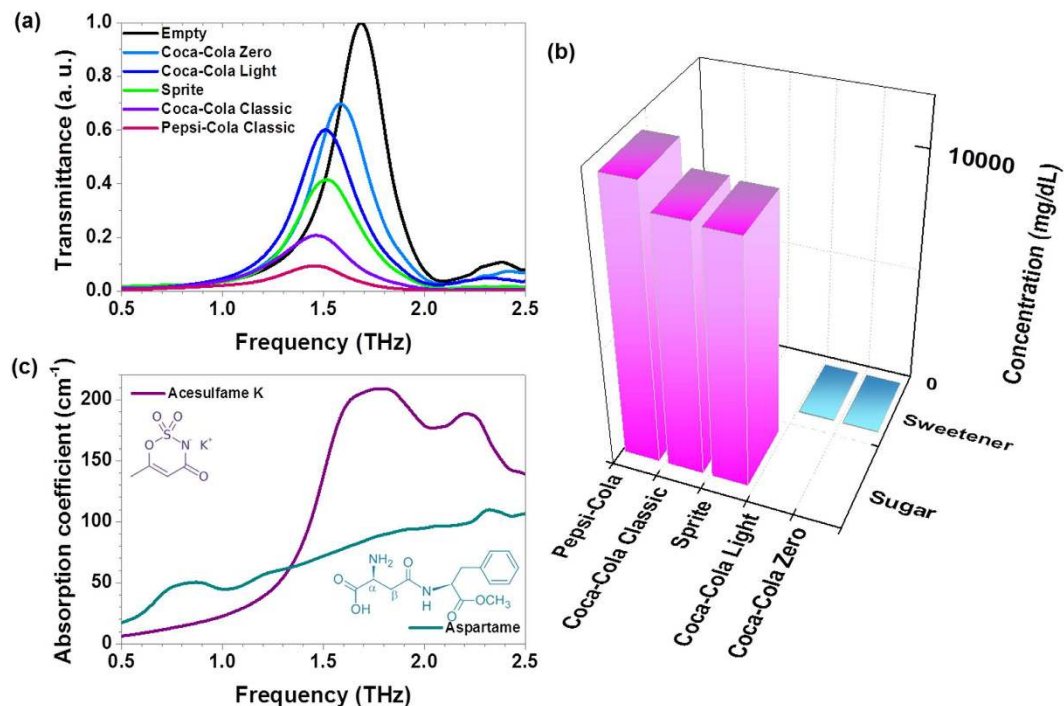 (a)
Transmittance (a. u.)
1.0
0.8
0.6
0.4
0.2
0.0
Empty
Coca-Cola Zero
Coca-Cola Light
Sprite
Coca-Cola Classic
Pepsi-Cola Classic
0.5 1.0 1.5 2.0 2.5
Frequency (THz)
(b)
10000
0
Concentration (mg/dL)
Sweetener
Sugar
Pepsi-Cola
Coca-Cola Classic
Sprite
Coca-Cola Light
Coca-Cola Zero
(c)
Absorption coefficient (cm-1)
200
150
100
50
0
Acesulfame K
O O
S
O N- K+
O
NH2 O
α β
OH N
H
O
O OCH3
Aspartame
0.5 1.0 1.5 2.0 2.5
Frequency (THz)